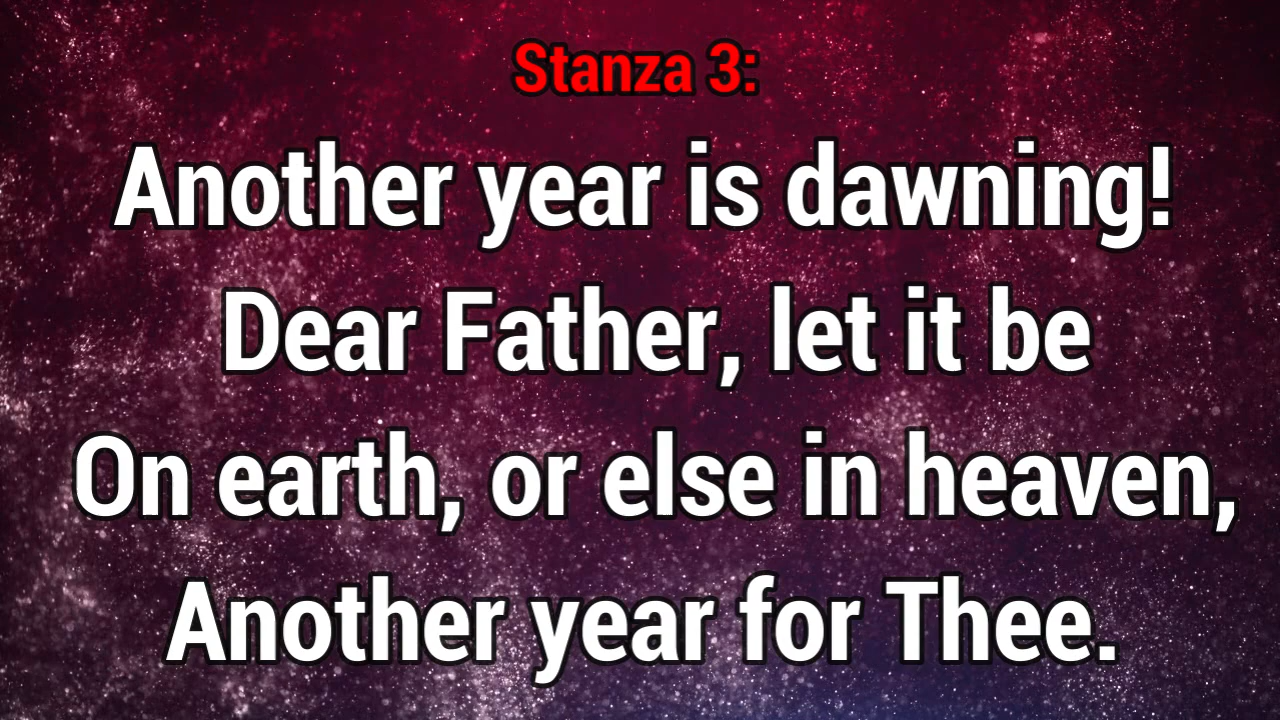 Stanza 3:
Another year is dawning!
Dear Father, let it be
On earth, or else in heaven,
Another year for Thee.